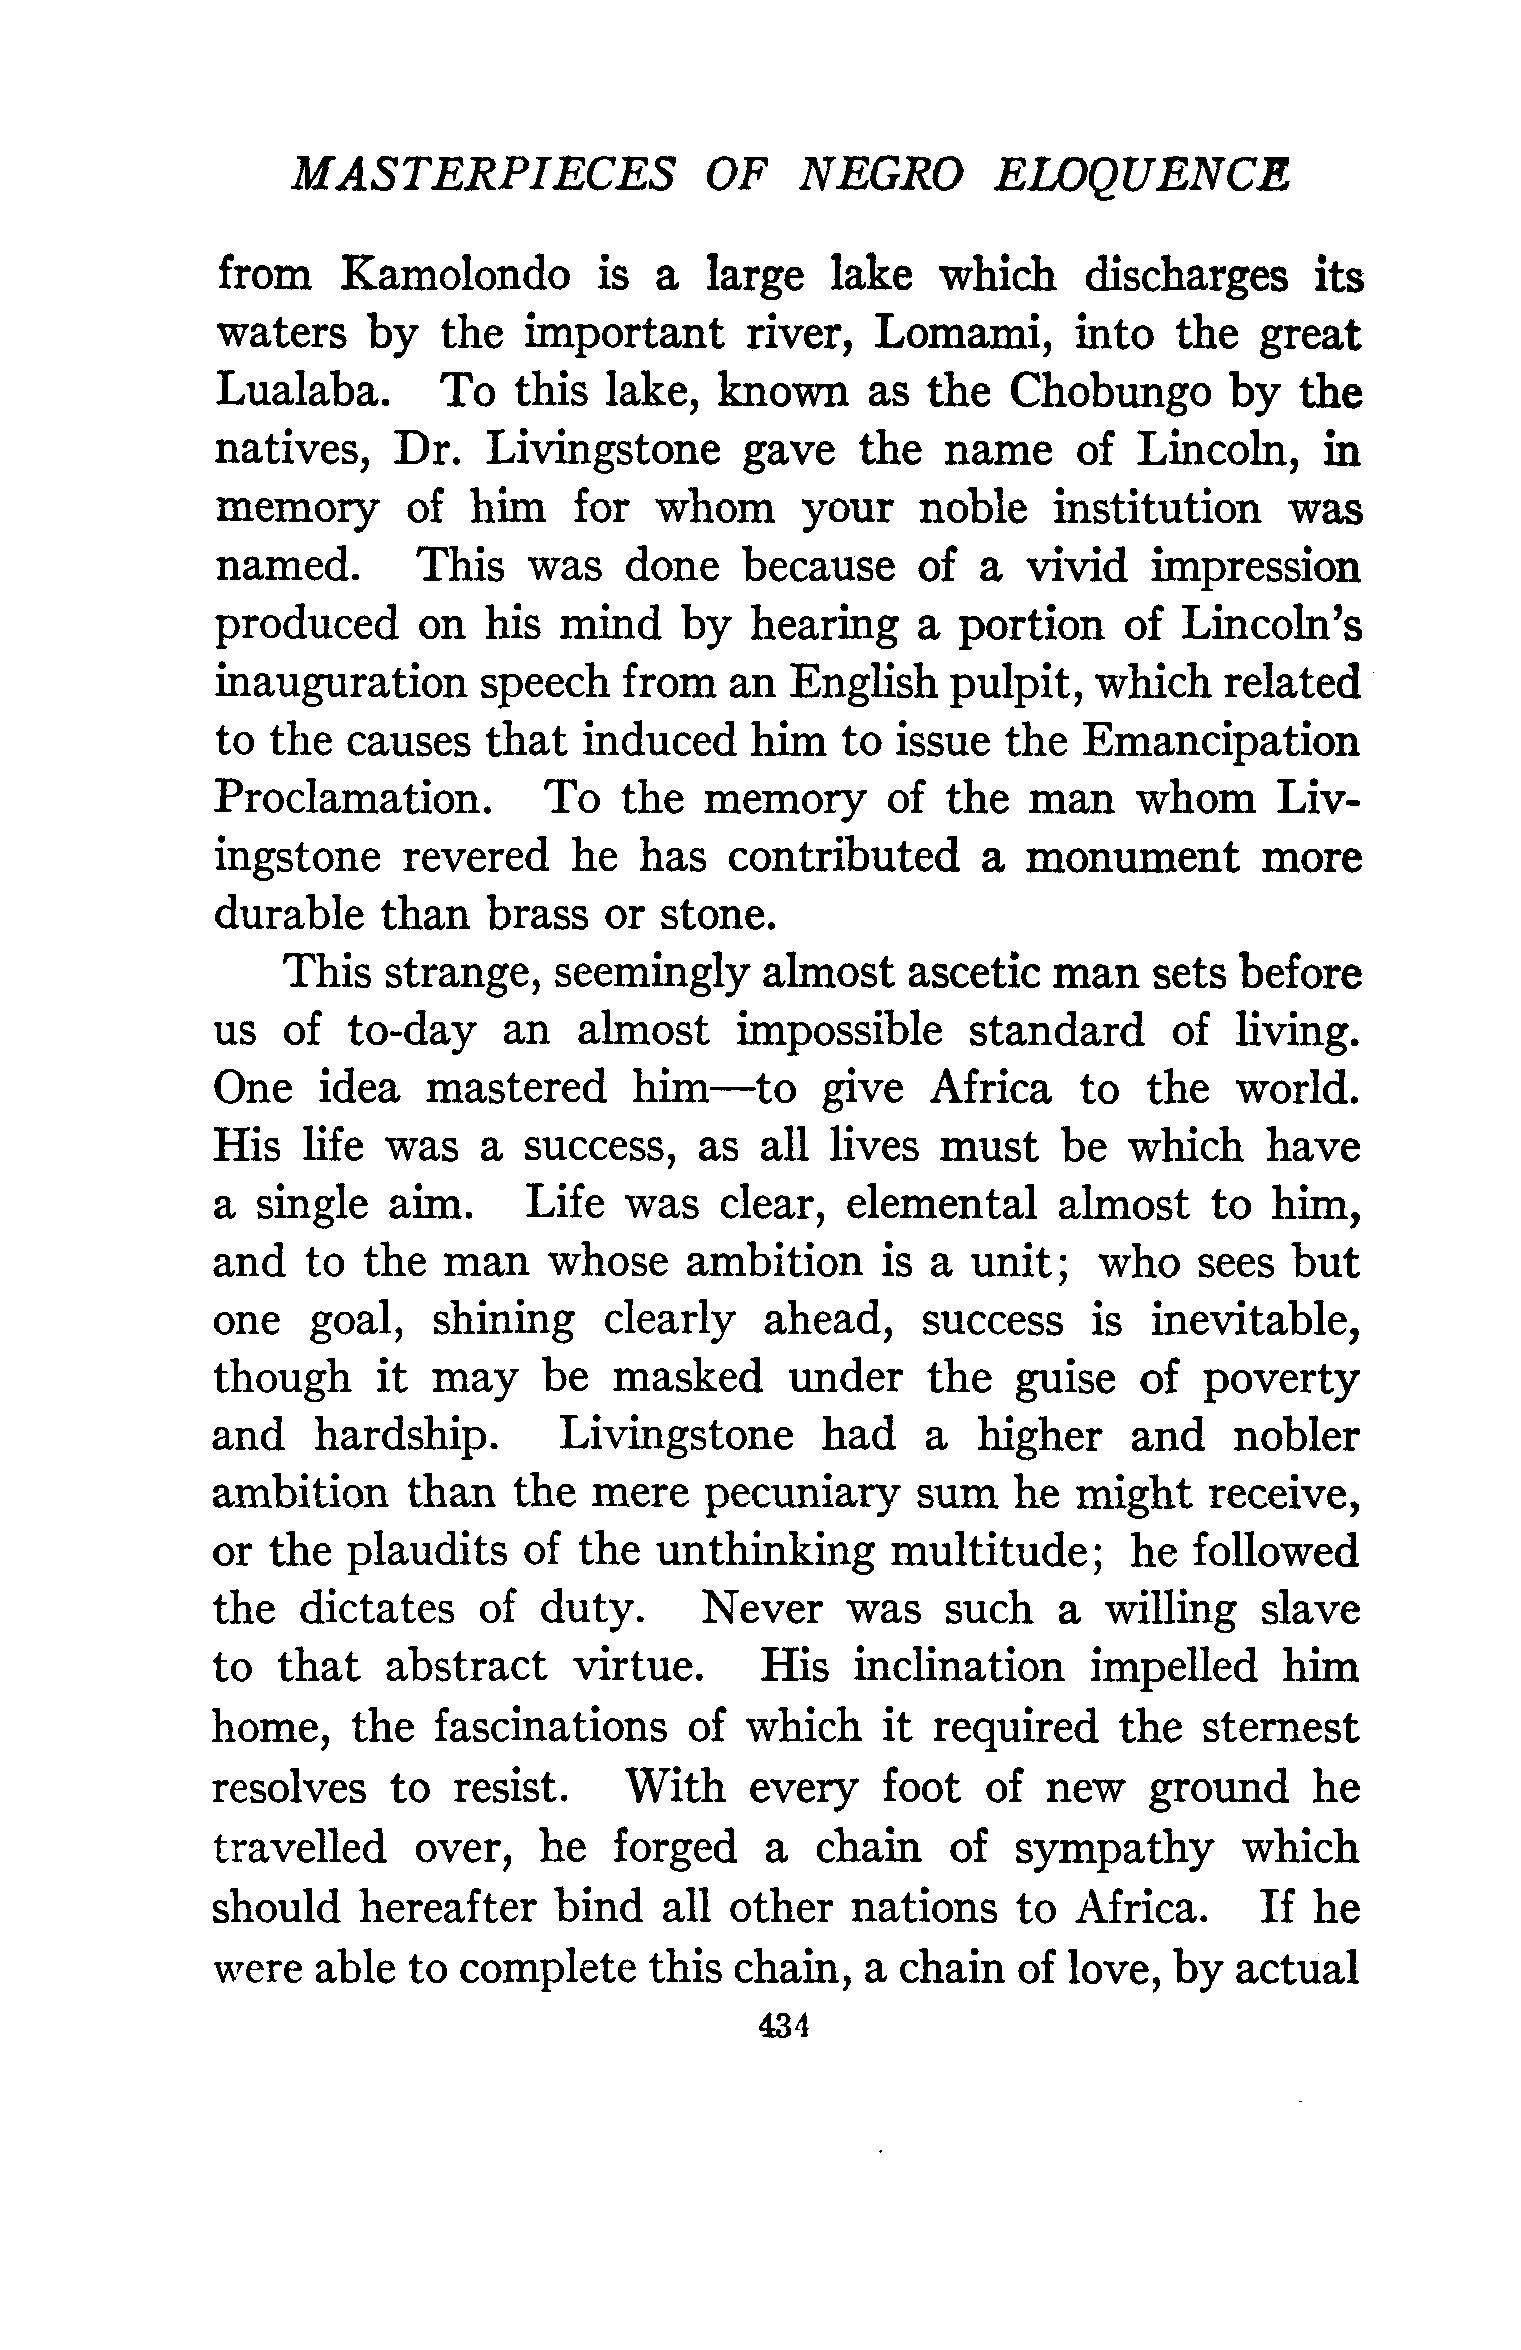 MASTERPIECES OF NEGRO ELOQUENCE
from Kamolondo is a large lake which discharges its
waters by the important river, Lomami, into the great
Lualaba. To this lake, known as the Chobungo by the
natives, Dr. Livingstone gave the name of Lincoln, in
memory of him for whom your noble institution was
named. This was done because of a vivid impression
produced on his mind by hearing a portion of Lincoln's
inauguration speech from an English pulpit, which related
to the causes that induced him to issue the Emancipation
Proclamation. To the memory of the man whom Liv-
ingstone revered he has contributed a monument more
durable than brass or stone.
This strange, seemingly almost ascetic man sets before
us of to-day an almost impossible standard of living.
One idea mastered him—to give Africa to the world.
His life was a success, as all lives must be which have
a single aim. Life was clear, elemental almost to him,
and to the man whose ambition is a unit; who sees but
one goal, shining clearly ahead, success is inevitable,
though it may be masked under the guise of poverty
and hardship. Livingstone had a higher and nobler
ambition than the mere pecuniary sum he might receive,
or the plaudits of the unthinking multitude; he followed
the dictates of duty. Never was such a willing slave
to that abstract virtue. His inclination impelled him
home, the fascinations of which it required the sternest
resolves to resist. With every foot of new ground he
travelled over, he forged a chain of sympathy which
should hereafter bind all other nations to Africa. If he
were able to complete this chain, a chain of love, by actual
434